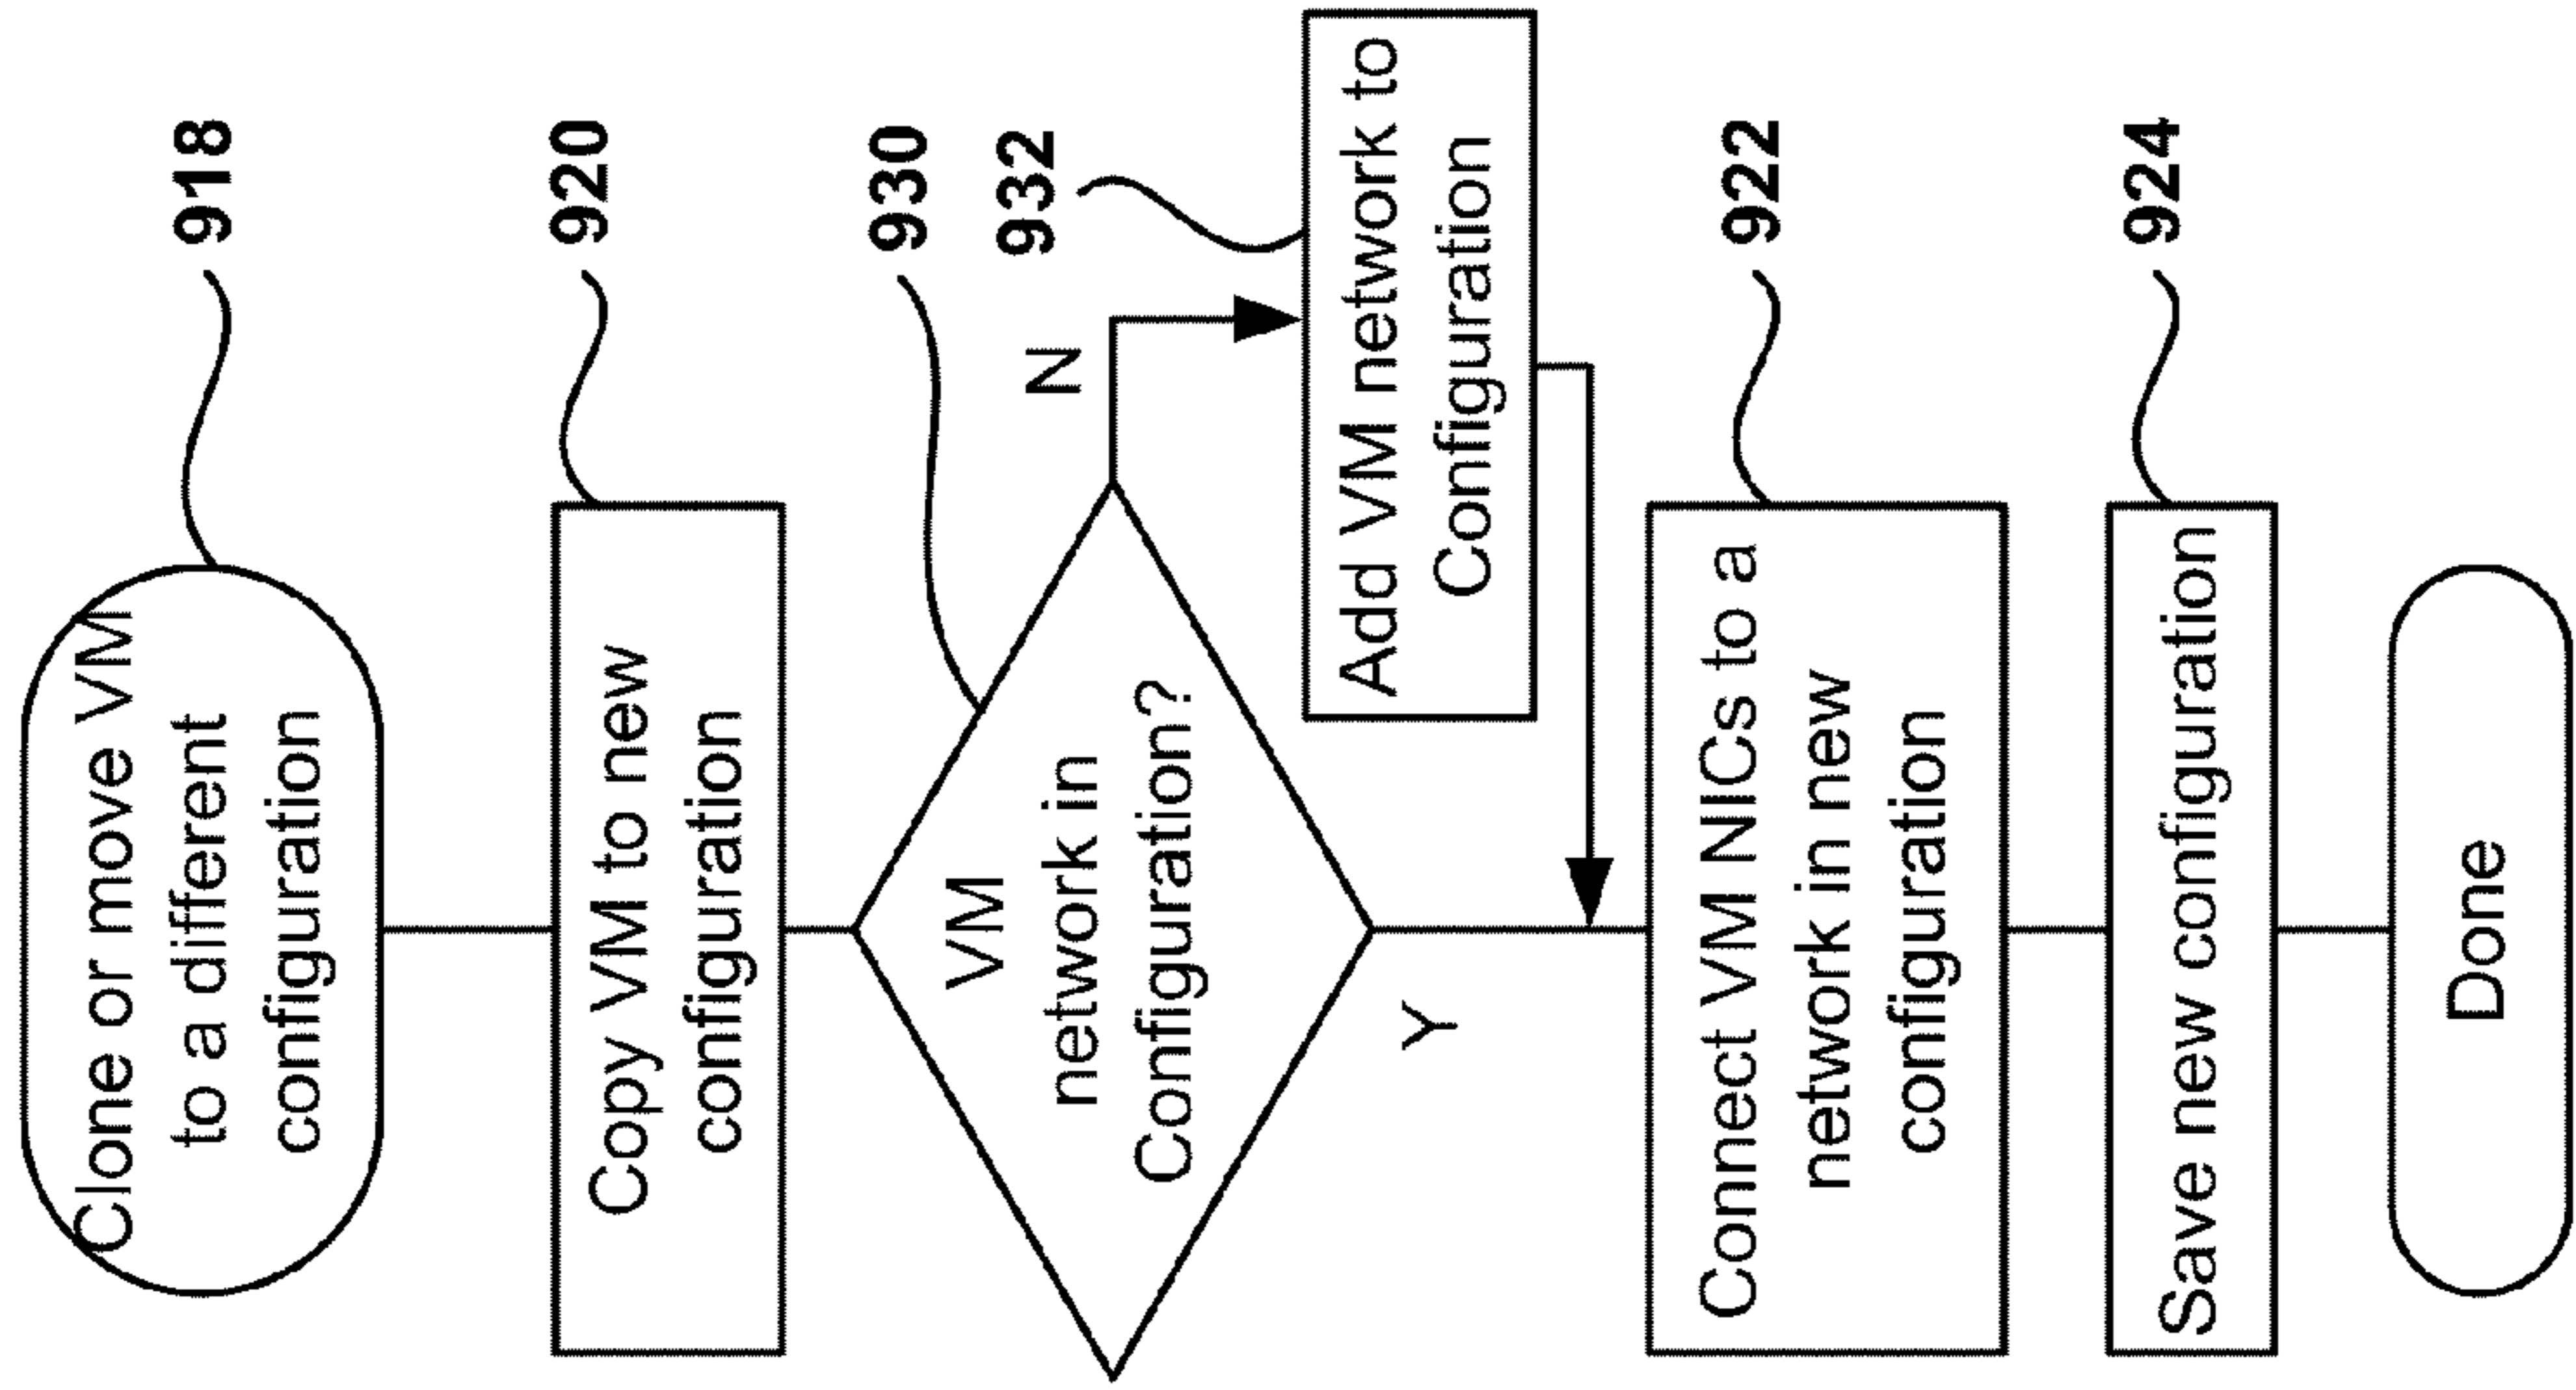 Clone or move VM
to a different
configuration
918
Copy VM to new
configuration
920
VM
network in
Configuration?
930
N
932
Add VM network to
Configuration
Y
Connect VM NICs to a
network in new
configuration
922
Save new configuration
924
Done